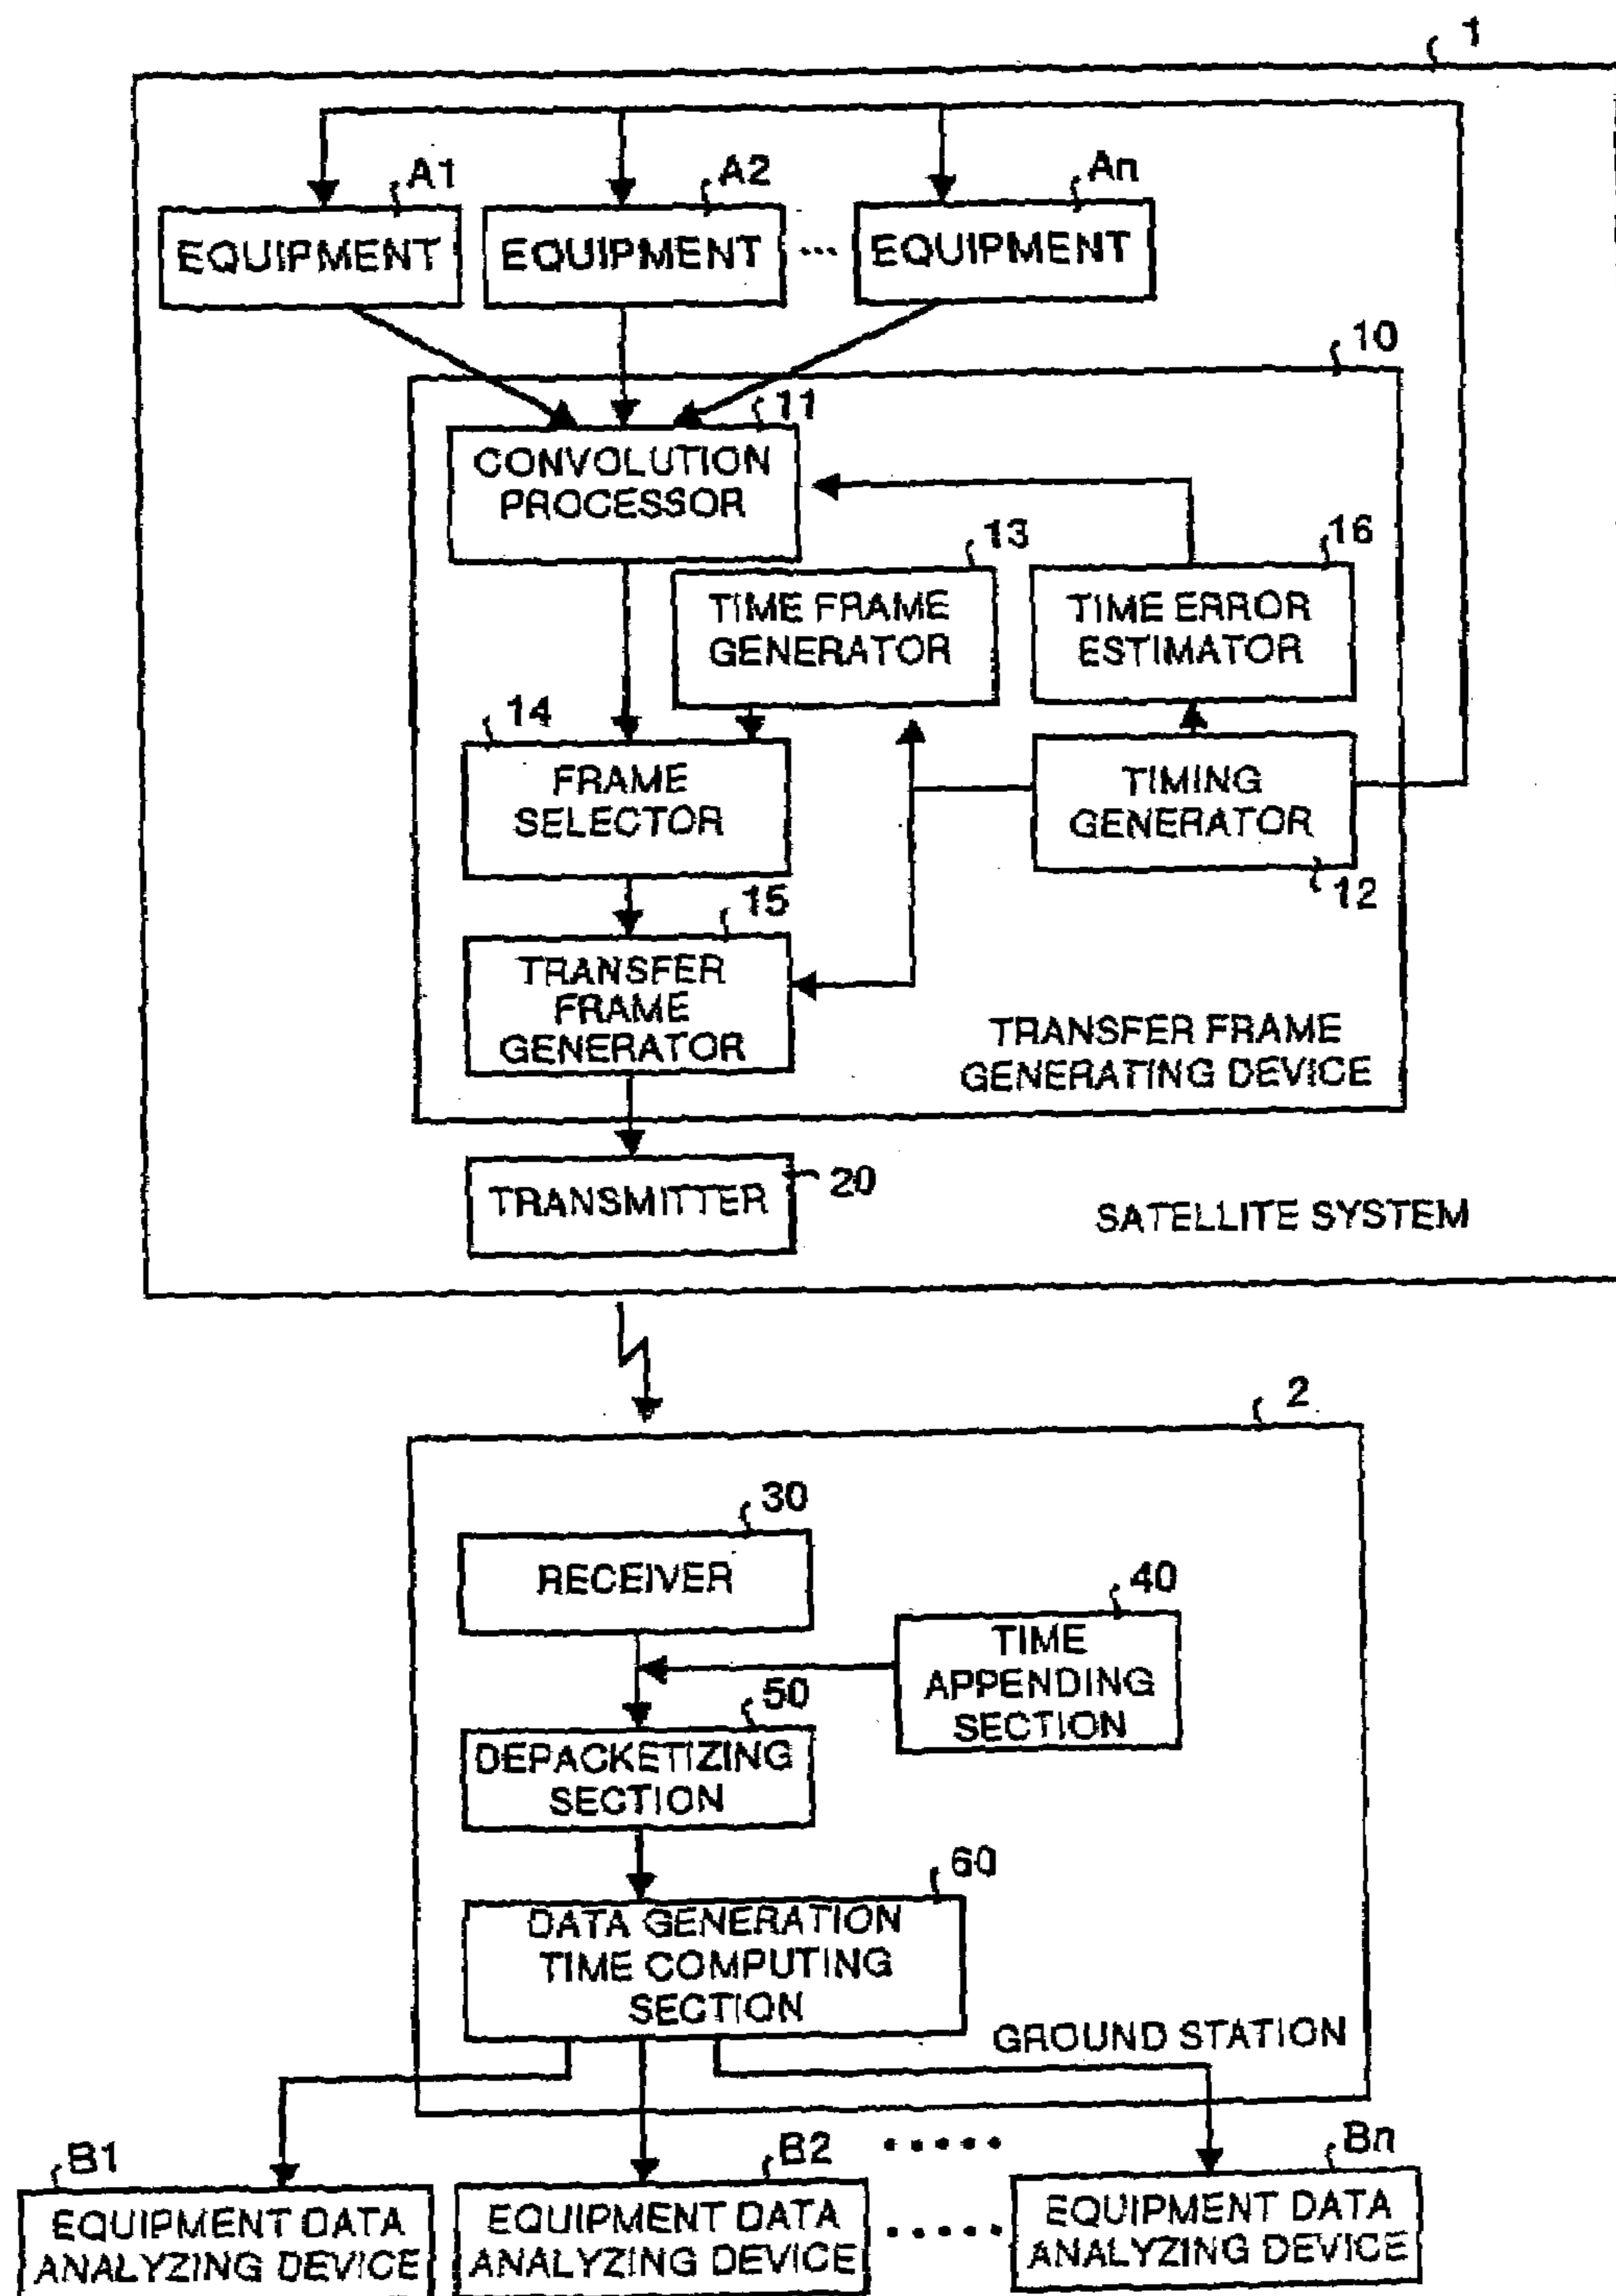 1
A1
A2
An
EQUIPMENT
EQUIPMENT
...
EQUIPMENT
10
11
CONVOLUTION
PROCESSOR
13
16
TIME FRAME
GENERATOR
TIME ERROR
ESTIMATOR
14
FRAME
SELECTOR
TIMING
GENERATOR
12
15
TRANSFER
FRAME
GENERATOR
TRANSFER FRAME
GENERATING DEVICE
TRANSMITTER
20
SATELLITE SYSTEM
2
30
RECEIVER
40
TIME
APPENDING
SECTION
50
DEPACKETIZING
SECTION
60
DATA GENERATION
TIME COMPUTING
SECTION
GROUND STATION
B1
B2
.....
Bn
EQUIPMENT DATA
ANALYZING DEVICE
EQUIPMENT DATA
ANALYZING DEVICE
.....
EQUIPMENT DATA
ANALYZING DEVICE